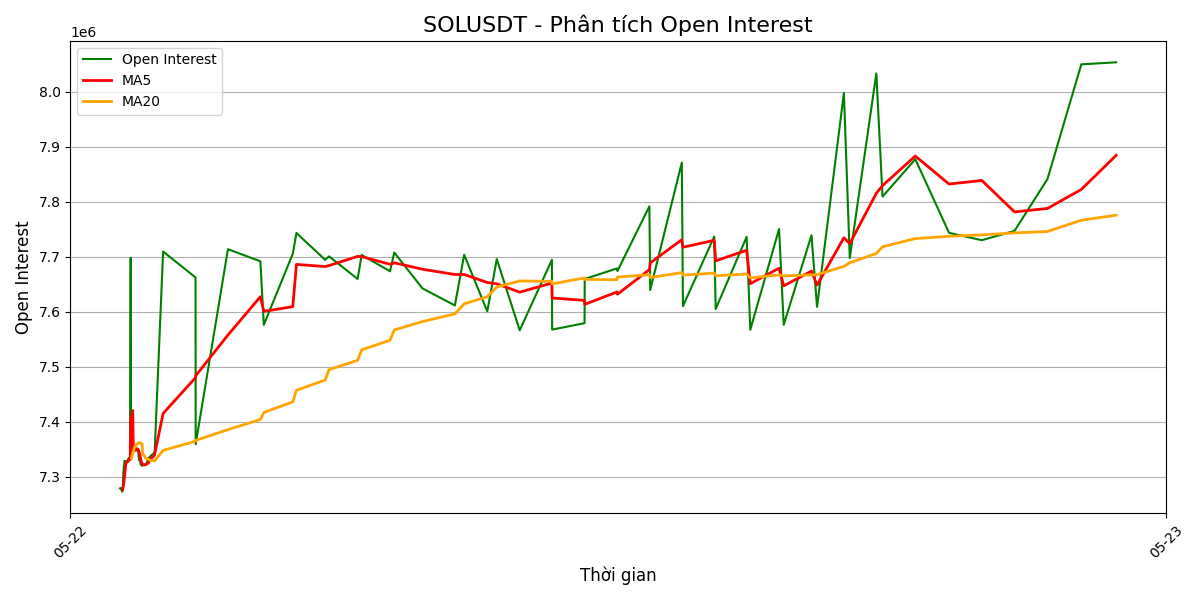 SOLUSDT - Phân tích Open Interest
1e6
Open Interest
MA5
MA20
8.0
7.9
7.8
7.7
7.6
7.5
7.4
7.3
Open Interest
05-22
05-23
Thời gian